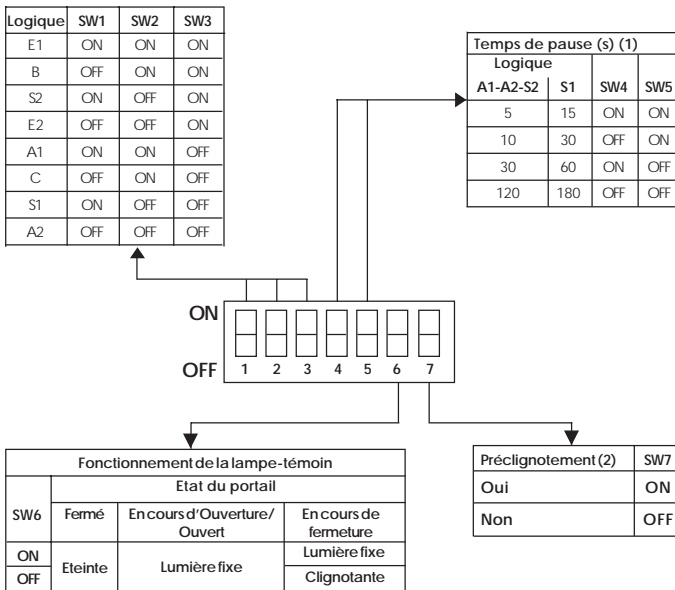 Logique SW1 SW2 SW3
E1 ON ON ON
B OFF ON ON
S2 ON OFF ON
E2 OFF OFF ON
A1 ON ON OFF
C OFF ON OFF
S1 ON OFF OFF
A2 OFF OFF OFF
Temps de pause (s) (1)
Logique
A1-A2-S2 S1 SW4 SW5
5 15 ON ON
10 30 OFF ON
30 60 ON OFF
120 180 OFF OFF
ON
OFF 1 2 3 4 5 6 7
Fonctionnement de la lampe-témoin
Etat du portail
SW6 Fermé En cours d'Ouverture/
Ouvert
En cours de
fermeture
ON Eteinte Lumière fixe Lumière fixe
OFF Clignotante
Préclignotement (2) SW7
Oui ON
Non OFF